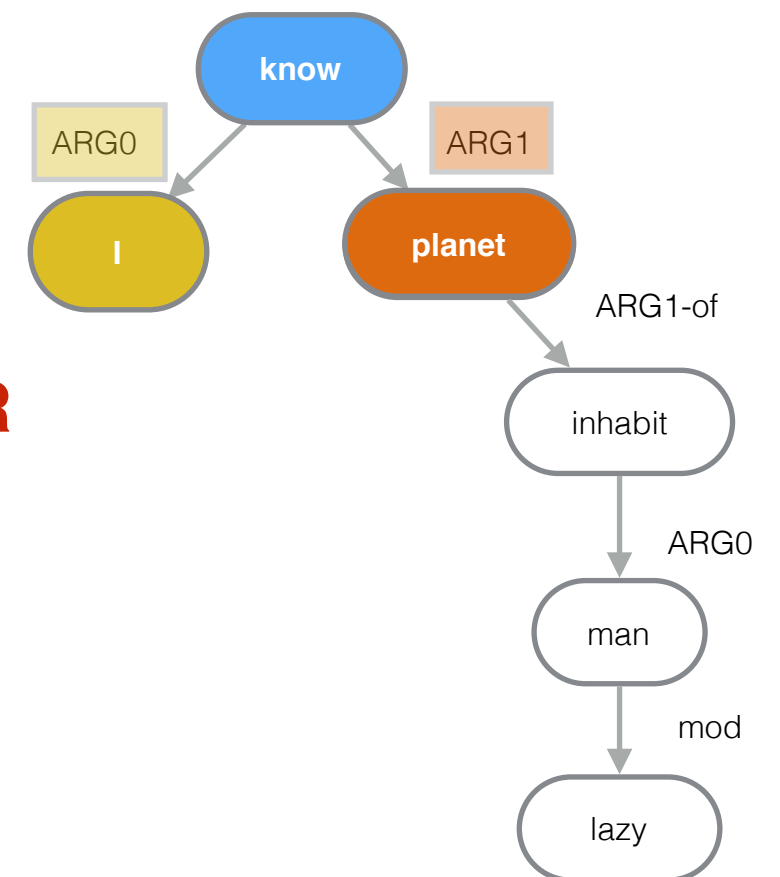 know
ARG0
ARG1
I
planet
ARG1-of
R
inhabit
ARG0
man
mod
lazy